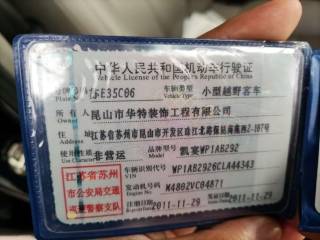 中华人民共和国机动车行驶证
Vehicle License of the People's Republic of China
号牌号码 苏E35C06 车辆类型 小型越野客车
Plate No. Vehicle Type
所有人 昆山市华特装饰工程有限公司
住 江苏省苏州市昆山市开发区
Address
使用性质 非营运 品牌型号 凯宴WP1AB292
江苏省苏州
市公安局交通
巡逻警察支队
车辆识别代号 WP1AB2926CLA44343
VIN
发动机号码 M480ZVC04871
注册日期 2011-11-29 发证日期 2011-11-29